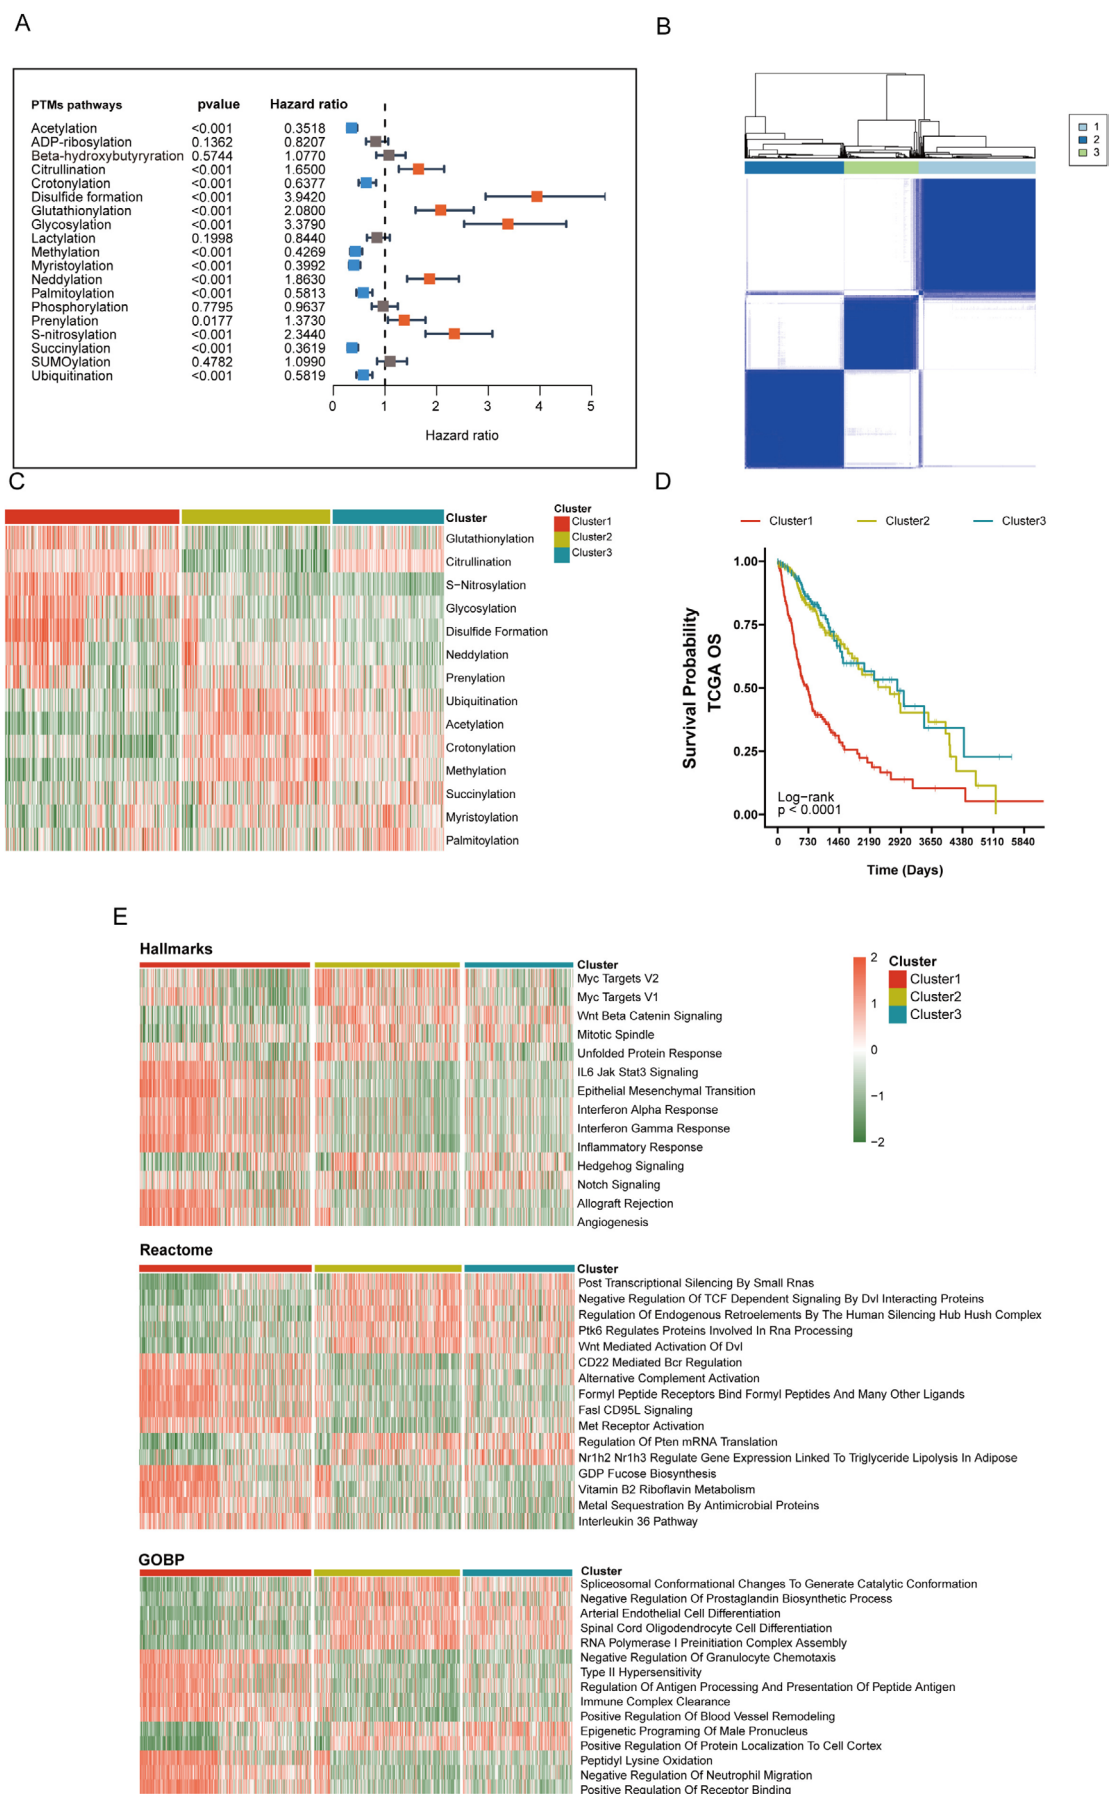 A
PTMs pathways pvalue Hazard ratio
Acetylation <0.001 0.3518
ADP-ribosylation 0.1362 0.8207
Beta-hydroxybutyryration 0.5744 1.0770
Citrullination <0.001 1.6500
Crotonylation <0.001 0.6377
Disulfide formation <0.001 3.9420
Glutathionylation <0.001 2.0800
Glycosylation <0.001 3.3790
Lactylation 0.1998 0.8440
Methylation <0.001 0.4269
Myristoylation <0.001 0.3992
Neddylation <0.001 1.8630
Palmitoylation <0.001 0.5813
Phosphorylation 0.7795 0.9637
Prenylation 0.0177 1.3730
S-nitrosylation <0.001 2.3440
Succinylation <0.001 0.3619
SUMOylation 0.4782 1.0990
Ubiquitination <0.001 0.5819
0 1 2 3 4 5
Hazard ratio
B
1
2
3
C
Cluster
Glutathionylation
Citrullination
S−Nitrosylation
Glycosylation
Disulfide Formation
Neddylation
Prenylation
Ubiquitination
Acetylation
Crotonylation
Methylation
Succinylation
Myristoylation
Palmitoylation
Cluster
Cluster1
Cluster2
Cluster3
D
Cluster1 Cluster2 Cluster3
Survival Probability
TCGA OS
1.00
0.75
0.50
0.25
0.00
Log−rank
p < 0.0001
0 730 1460 2190 2920 3650 4380 5110 5840
Time (Days)
E
Hallmarks
Cluster
Myc Targets V2
Myc Targets V1
Wnt Beta Catenin Signaling
Mitotic Spindle
Unfolded Protein Response
IL6 Jak Stat3 Signaling
Epithelial Mesenchymal Transition
Interferon Alpha Response
Interferon Gamma Response
Inflammatory Response
Hedgehog Signaling
Notch Signaling
Allograft Rejection
Angiogenesis
2
1
0
−1
−2
Cluster
Cluster1
Cluster2
Cluster3
Reactome
Cluster
Post Transcriptional Silencing By Small Rnas
Negative Regulation Of TCF Dependent Signaling By Dvl Interacting Proteins
Regulation Of Endogenous Retroelements By The Human Silencing Hub Hush Complex
Ptk6 Regulates Proteins Involved In Rna Processing
Wnt Mediated Activation Of Dvl
CD22 Mediated Bcr Regulation
Alternative Complement Activation
Formyl Peptide Receptors Bind Formyl Peptides And Many Other Ligands
Fasl CD95L Signaling
Met Receptor Activation
Regulation Of Pten mRNA Translation
Nr1h2 Nr1h3 Regulate Gene Expression Linked To Triglyceride Lipolysis In Adipose
GDP Fucose Biosynthesis
Vitamin B2 Riboflavin Metabolism
Metal Sequestration By Antimicrobial Proteins
Interleukin 36 Pathway
GOBP
Cluster
Spliceosomal Conformational Changes To Generate Catalytic Conformation
Negative Regulation Of Prostaglandin Biosynthetic Process
Arterial Endothelial Cell Differentiation
Spinal Cord Oligodendrocyte Cell Differentiation
RNA Polymerase I Preinitiation Complex Assembly
Negative Regulation Of Granulocyte Chemotaxis
Type II Hypersensitivity
Regulation Of Antigen Processing And Presentation Of Peptide Antigen
Immune Complex Clearance
Positive Regulation Of Blood Vessel Remodeling
Epigenetic Programing Of Male Pronucleus
Positive Regulation Of Protein Localization To Cell Cortex
Peptidyl Lysine Oxidation
Negative Regulation Of Neutrophil Migration
Positive Regulation Of Receptor Binding